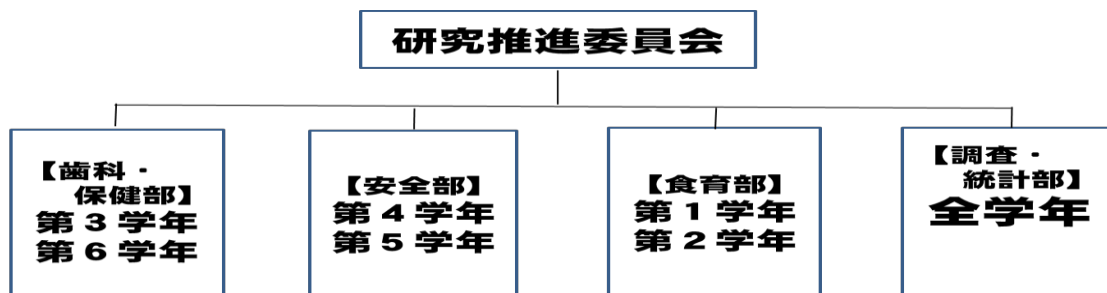 研究推進委員会
【歯科・
保健部】
第３学年
第６学年
【安全部】
第４学年
第５学年
【食育部】
第１学年
第２学年
【調査・
統計部】
全学年